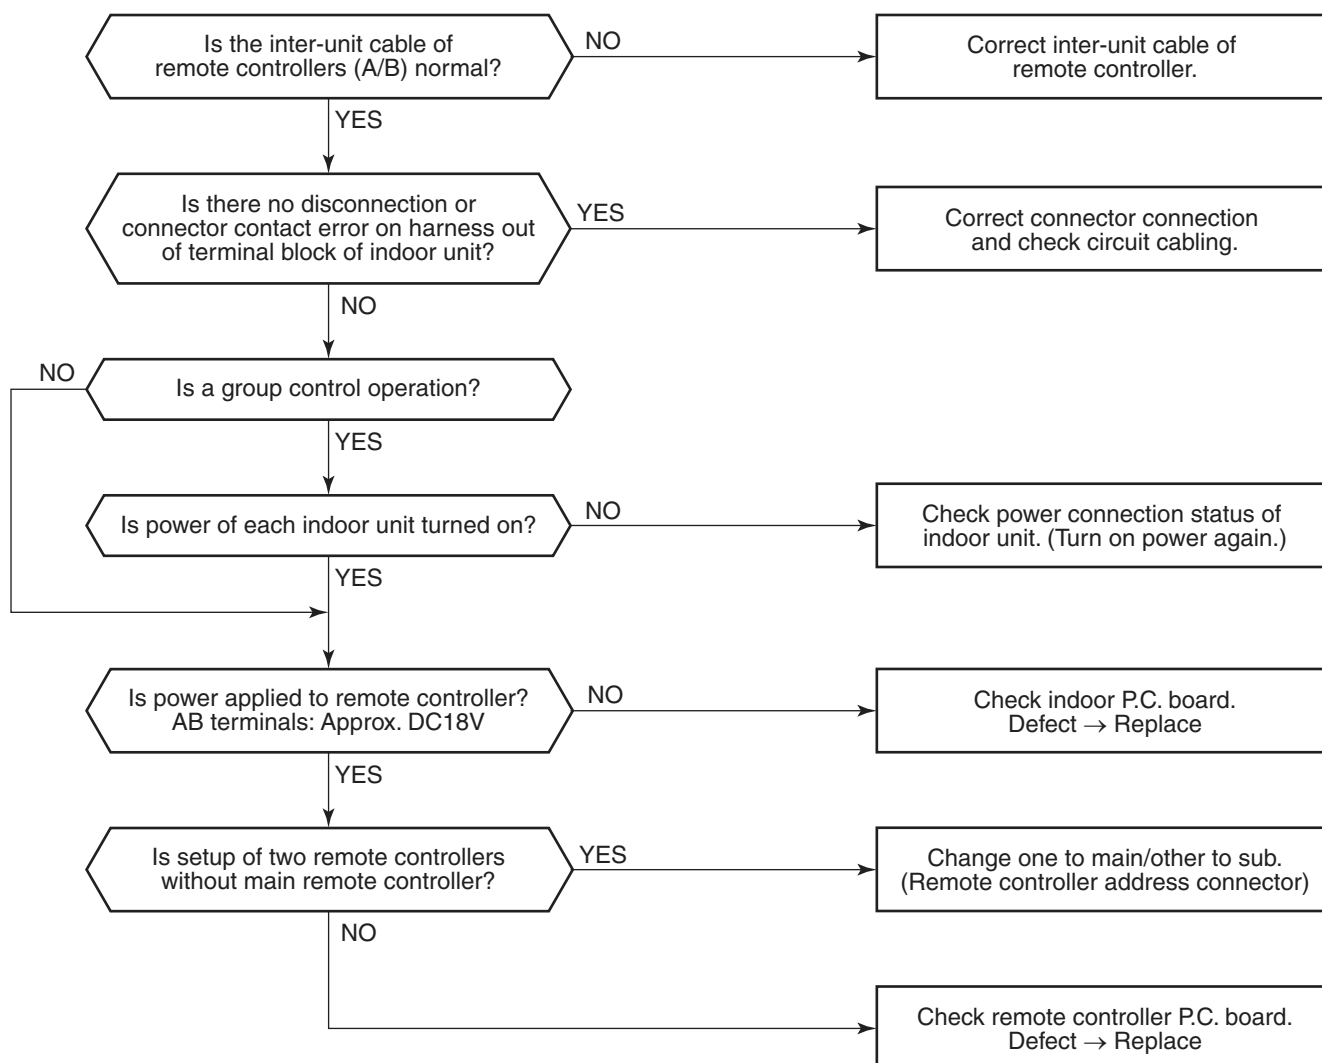 Is the inter-unit cable of
remote controllers (A/B) normal?
NO
Correct inter-unit cable of
remote controller.
YES
Is there no disconnection or
connector contact error on harness out
of terminal block of indoor unit?
YES
Correct connector connection
and check circuit cabling.
NO
NO
Is a group control operation?
YES
Is power of each indoor unit turned on?
NO
Check power connection status of
indoor unit. (Turn on power again.)
YES
Is power applied to remote controller?
AB terminals: Approx. DC18V
NO
Check indoor P.C. board.
Defect → Replace
YES
Is setup of two remote controllers
without main remote controller?
YES
Change one to main/other to sub.
(Remote controller address connector)
NO
Check remote controller P.C. board.
Defect → Replace